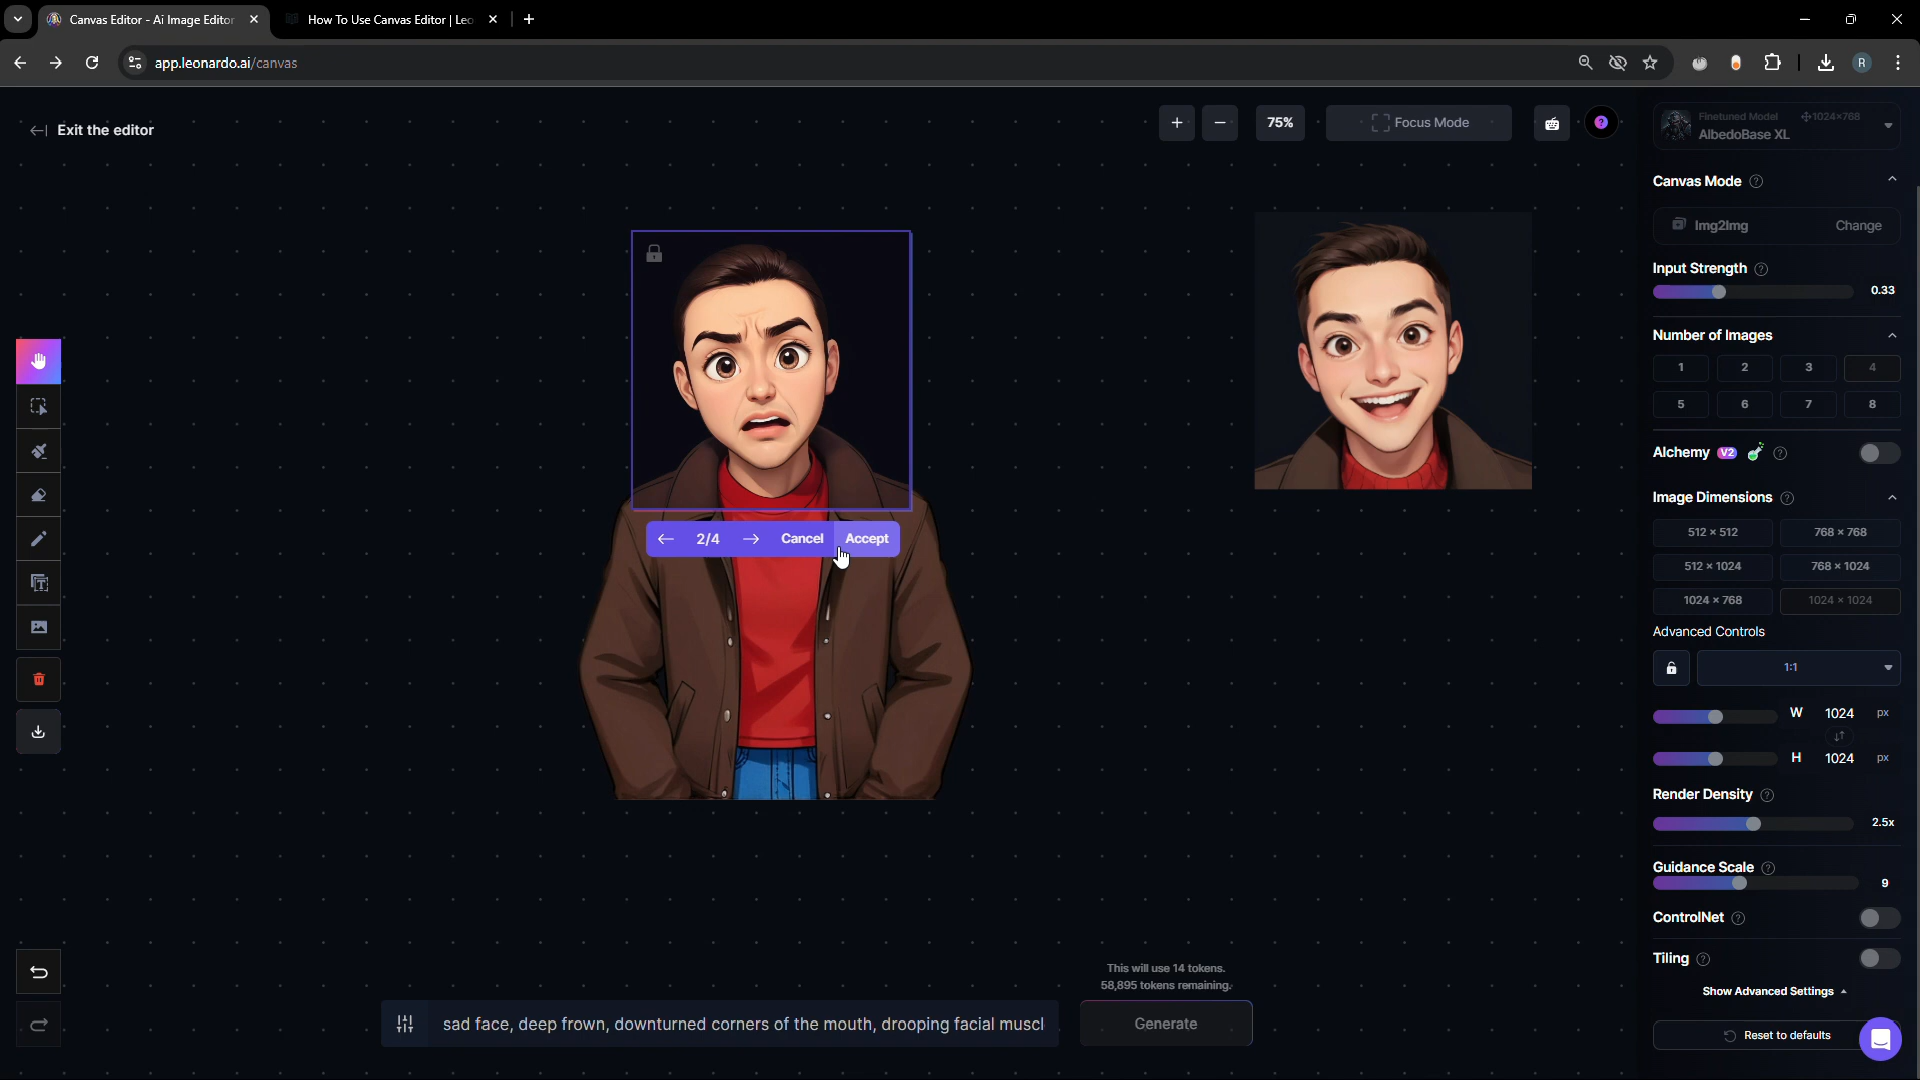 Canvas Editor - Ai Image Editor
How To Use Canvas Editor | Leo
app.leonardo.ai/canvas
R
Exit the editor
75%
Focus Mode
?
Finetuned Model
1024×768
AlbedoBase XL
Canvas Mode
Img2Img
Change
Input Strength
0.33
Number of Images
1
2
3
4
5
6
7
8
Alchemy V2
Image Dimensions
512 × 512
768 × 768
512 × 1024
768 × 1024
1024 × 768
1024 × 1024
Advanced Controls
1:1
W 1024 px
H 1024 px
Render Density
2.5x
Guidance Scale
9
ControlNet
Tiling
Show Advanced Settings
Reset to defaults
2/4
Cancel
Accept
This will use 14 tokens.
58,895 tokens remaining.
sad face, deep frown, downturned corners of the mouth, drooping facial muscl
Generate